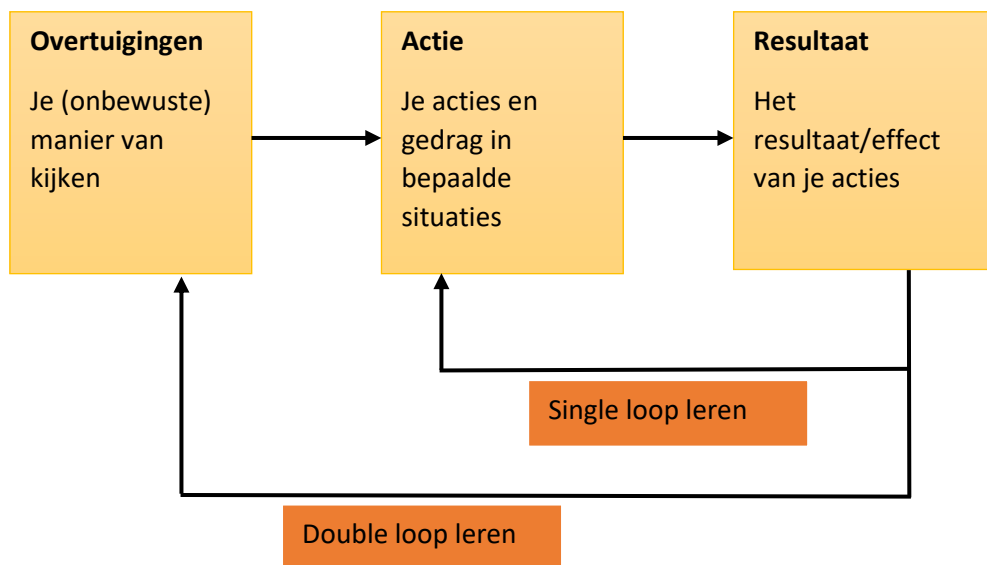 Overtuigingen
Je (onbewuste)
manier van
kijken
Actie
Je acties en
gedrag in
bepaalde
situaties
Resultaat
Het
resultaat/effect
van je acties
Single loop leren
Double loop leren